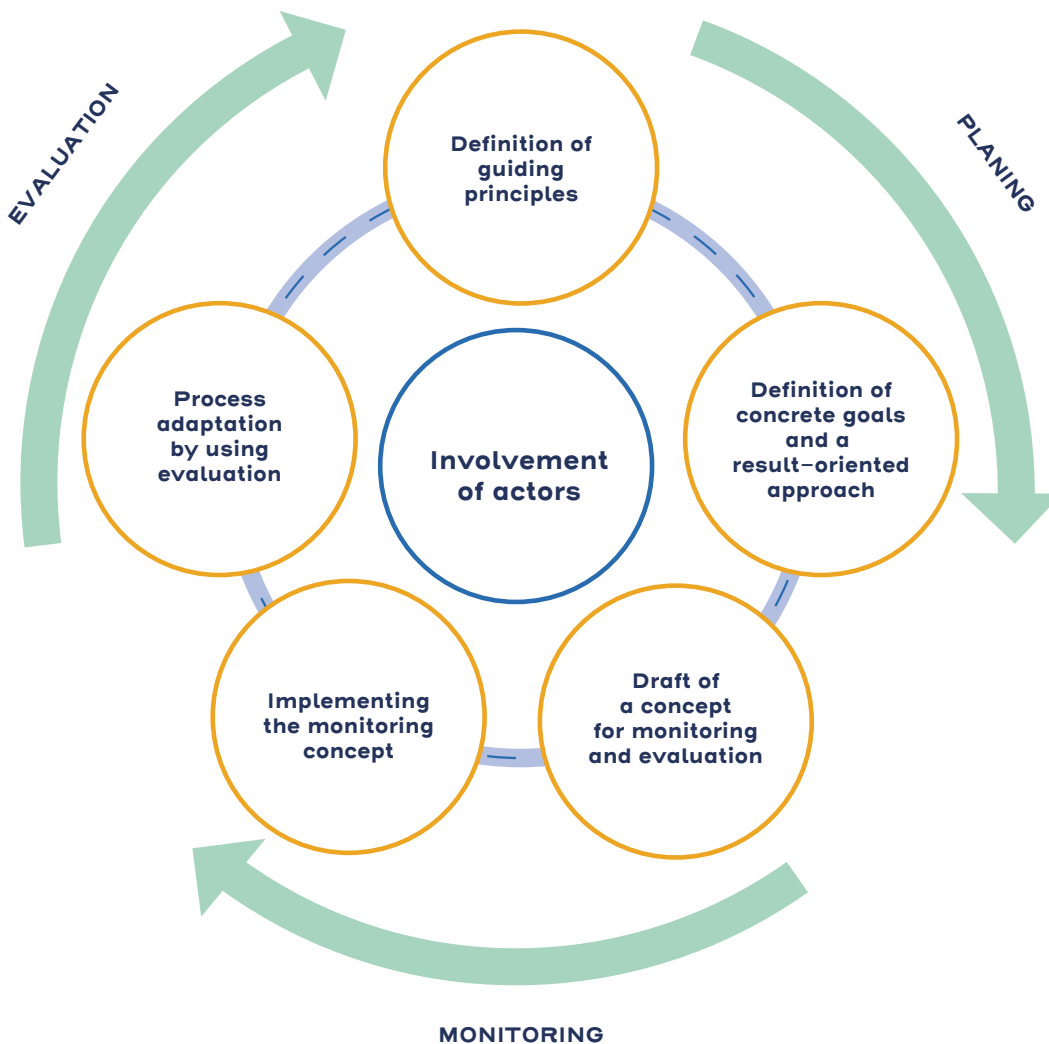 EVALUATION
PLANING
Definition of
guiding
principles
Definition of
concrete goals
and a
result–oriented
approach
Process
adaptation
by using
evaluation
Involvement
of actors
Draft of
a concept
for monitoring
and evaluation
Implementing
the monitoring
concept
MONITORING